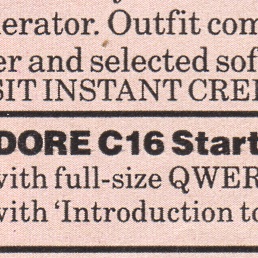 erator. Outfit com
er and selected sof
SIT INSTANT CRE
DORE C16 Start
with full-size QWER
with ‘Introduction to